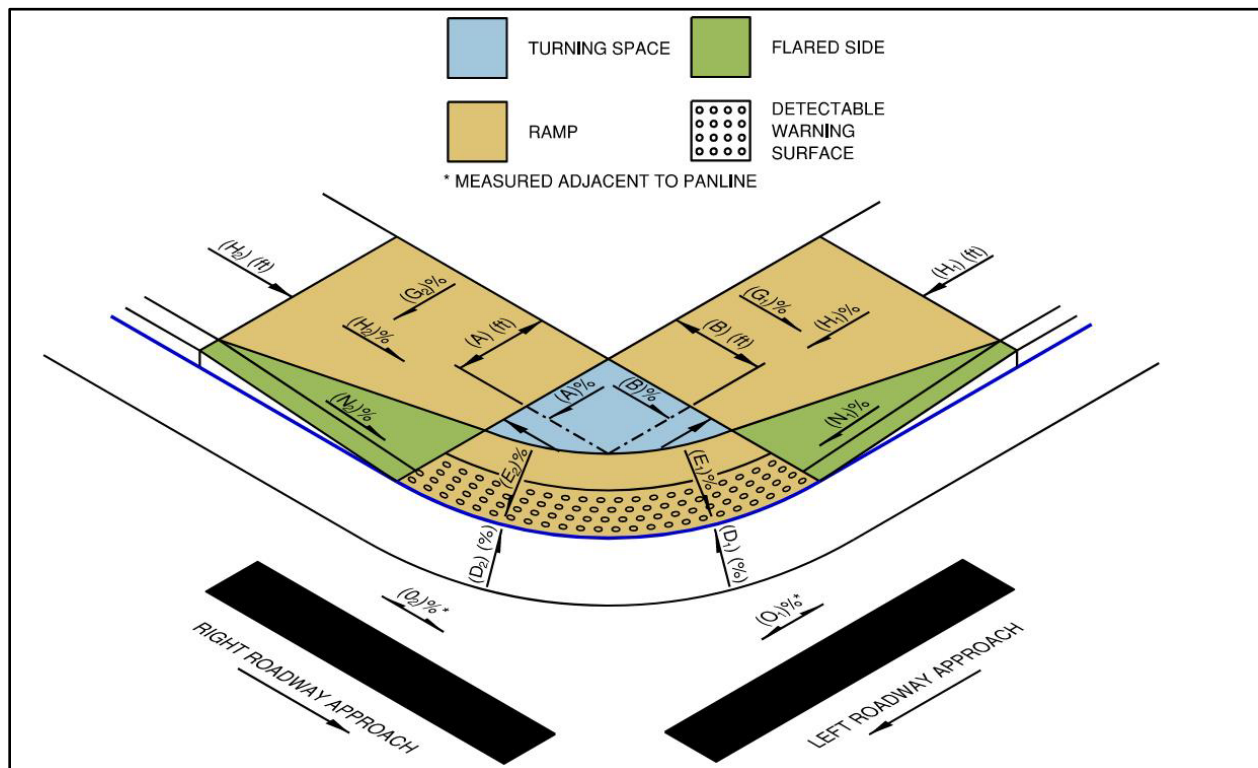 TURNING SPACE
FLARED SIDE
RAMP
DETECTABLE
WARNING
SURFACE
* MEASURED ADJACENT TO PANLINE
(H₂) (ft)
(G₂)%
(H₂)%
(A) (ft)
(G₁)%
(H₁)%
(B) (ft)
(H₁) (ft)
(N₂)%
(A)%
(B)%
(N₁)%
(E₂)%
(E₁)%
(D₂) (%)
(D₁) (%)
(0₂)%*
(O₁)%*
RIGHT ROADWAY APPROACH
LEFT ROADWAY APPROACH